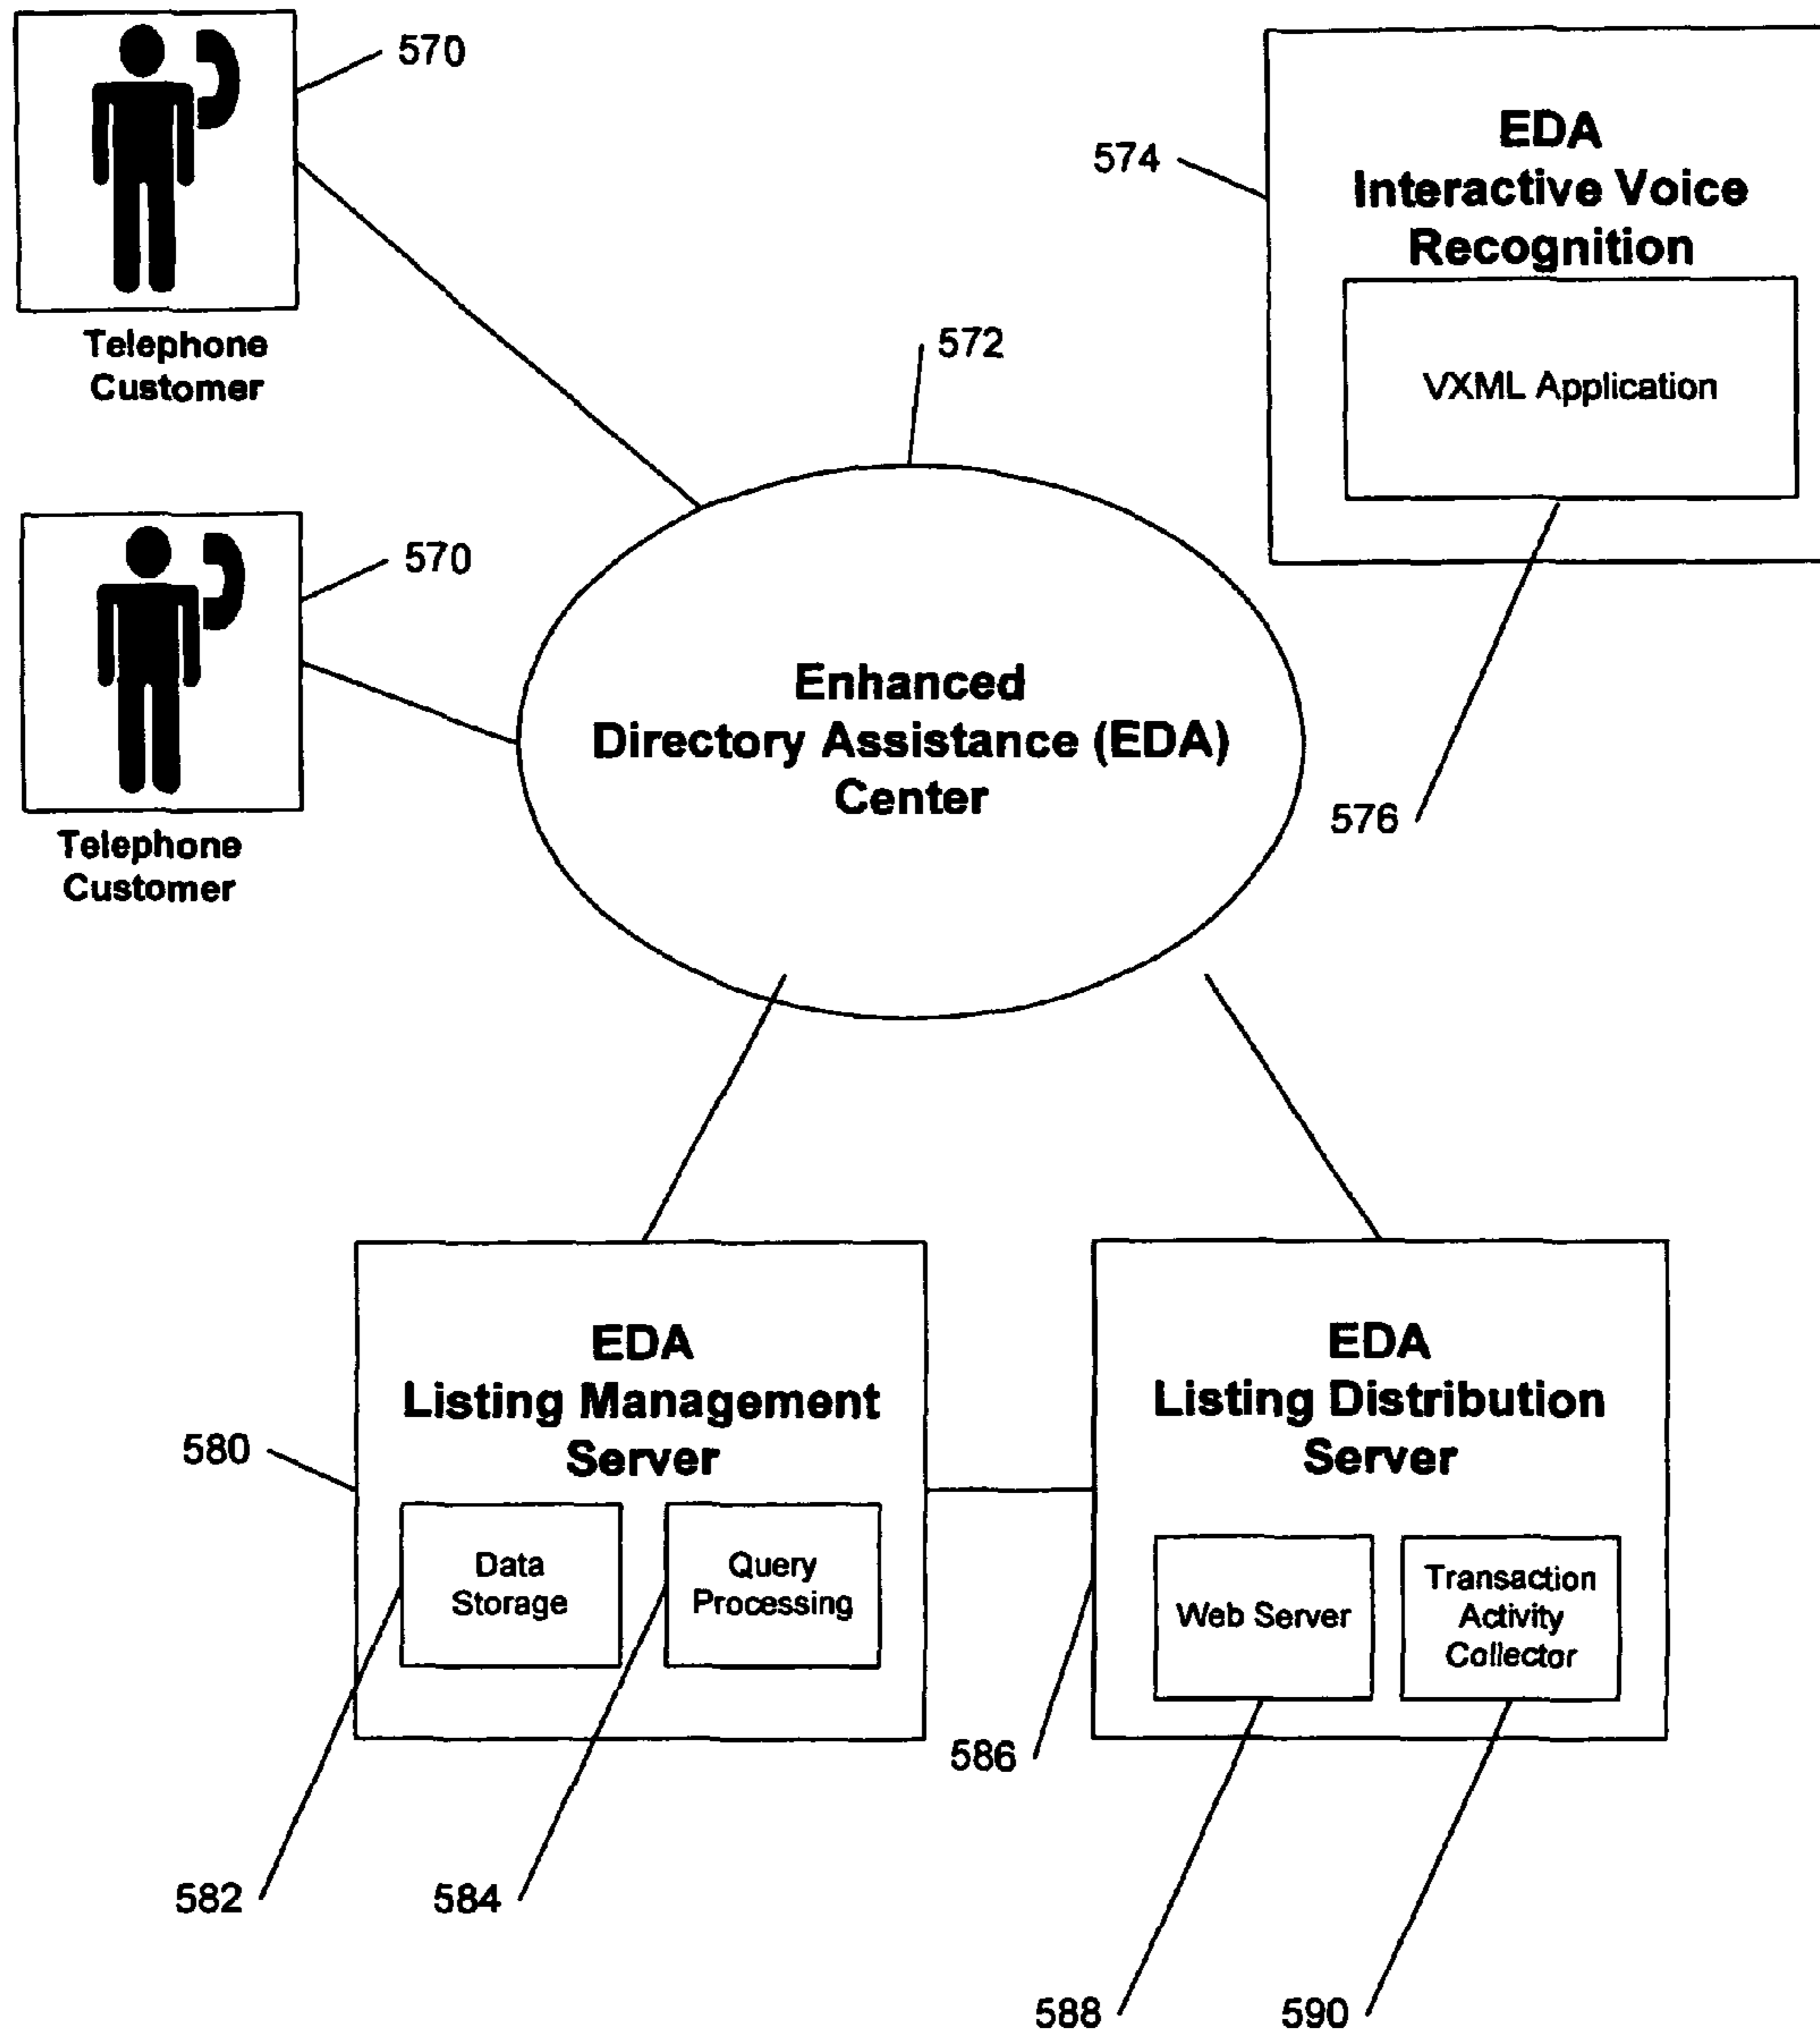 570
Telephone
Customer
570
Telephone
Customer
572
Enhanced
Directory Assistance (EDA)
Center
574
EDA
Interactive Voice
Recognition
VXML Application
576
580
EDA
Listing Management
Server
Data
Storage
Query
Processing
582
584
EDA
Listing Distribution
Server
Web Server
Transaction
Activity
Collector
586
588
590